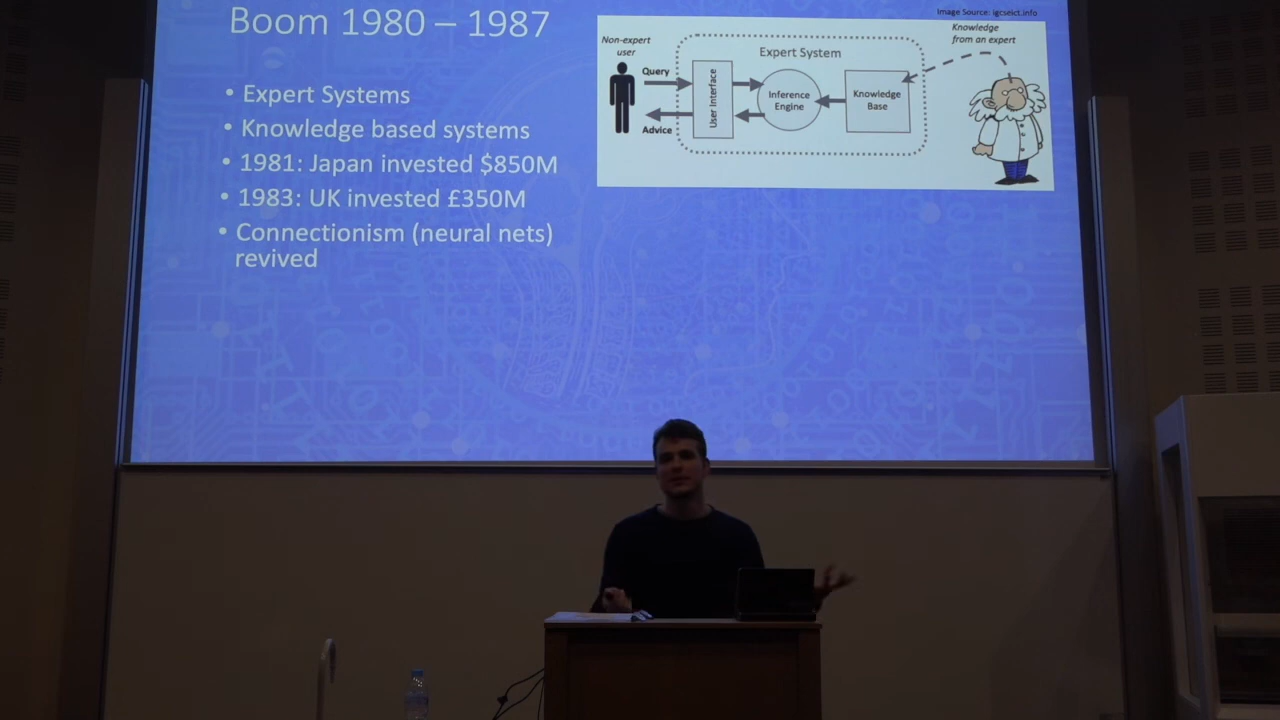 Boom 1980 – 1987
• Expert Systems
• Knowledge based systems
• 1981: Japan invested $850M
• 1983: UK invested £350M
• Connectionism (neural nets)
revived
Image Source: igcseict.info
Non-expert
user
Query
Advice
Expert System
User Interface
Inference
Engine
Knowledge
Base
Knowledge
from an expert